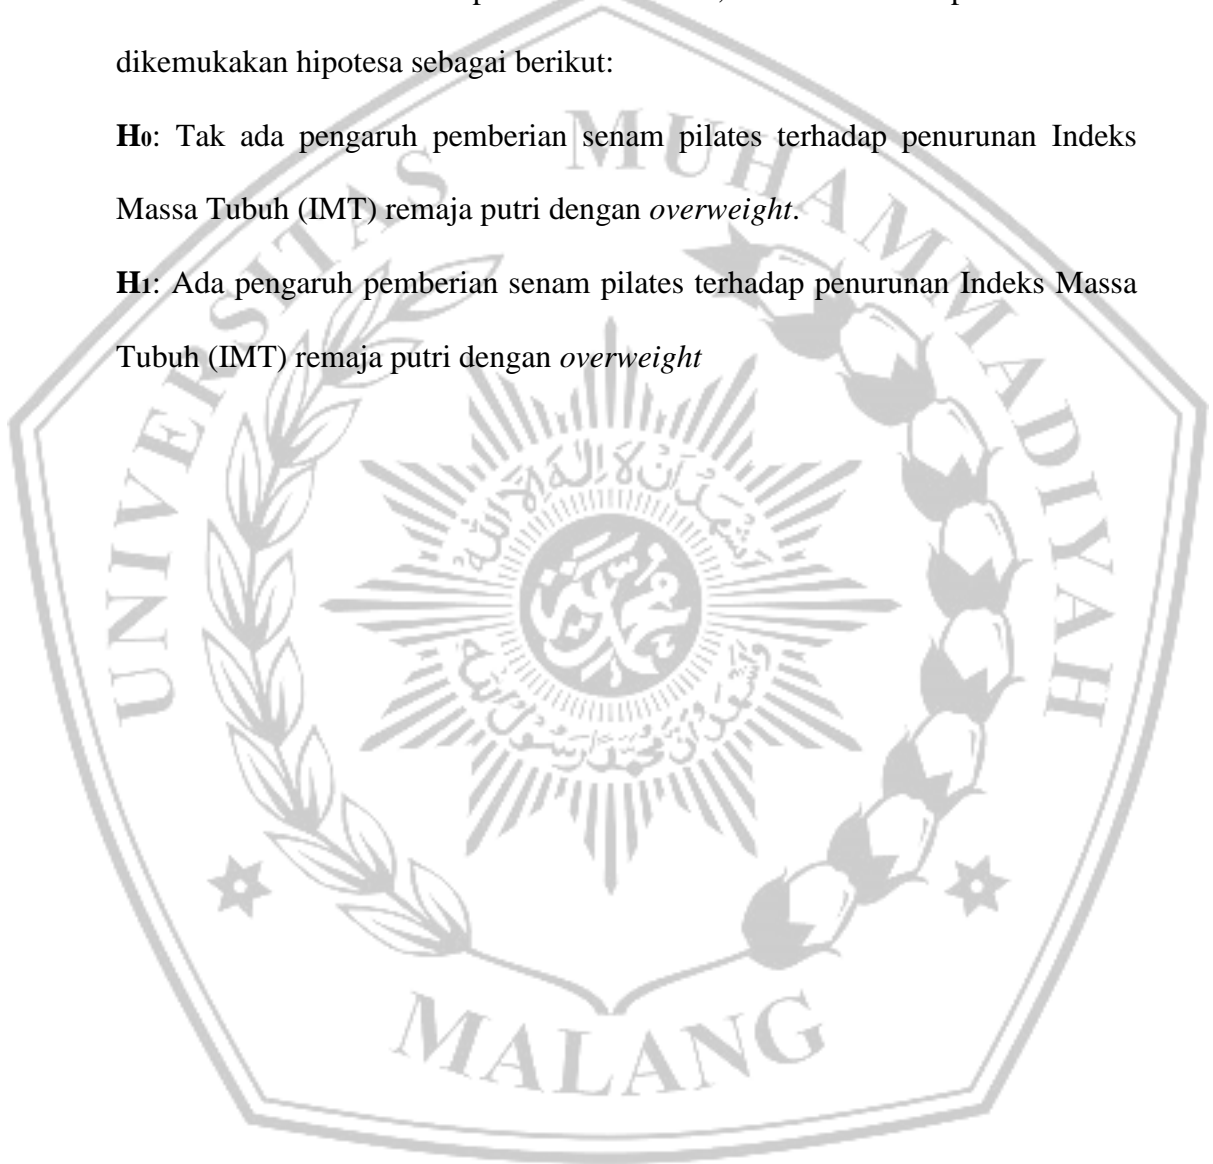 dikemukakan hipotesa sebagai berikut:
H0: Tak ada pengaruh pemberian senam pilates terhadap penurunan Indeks
Massa Tubuh (IMT) remaja putri dengan overweight.
H1: Ada pengaruh pemberian senam pilates terhadap penurunan Indeks Massa
Tubuh (IMT) remaja putri dengan overweight
UNIVERSITAS MUHAMMADIYAH
MALANG